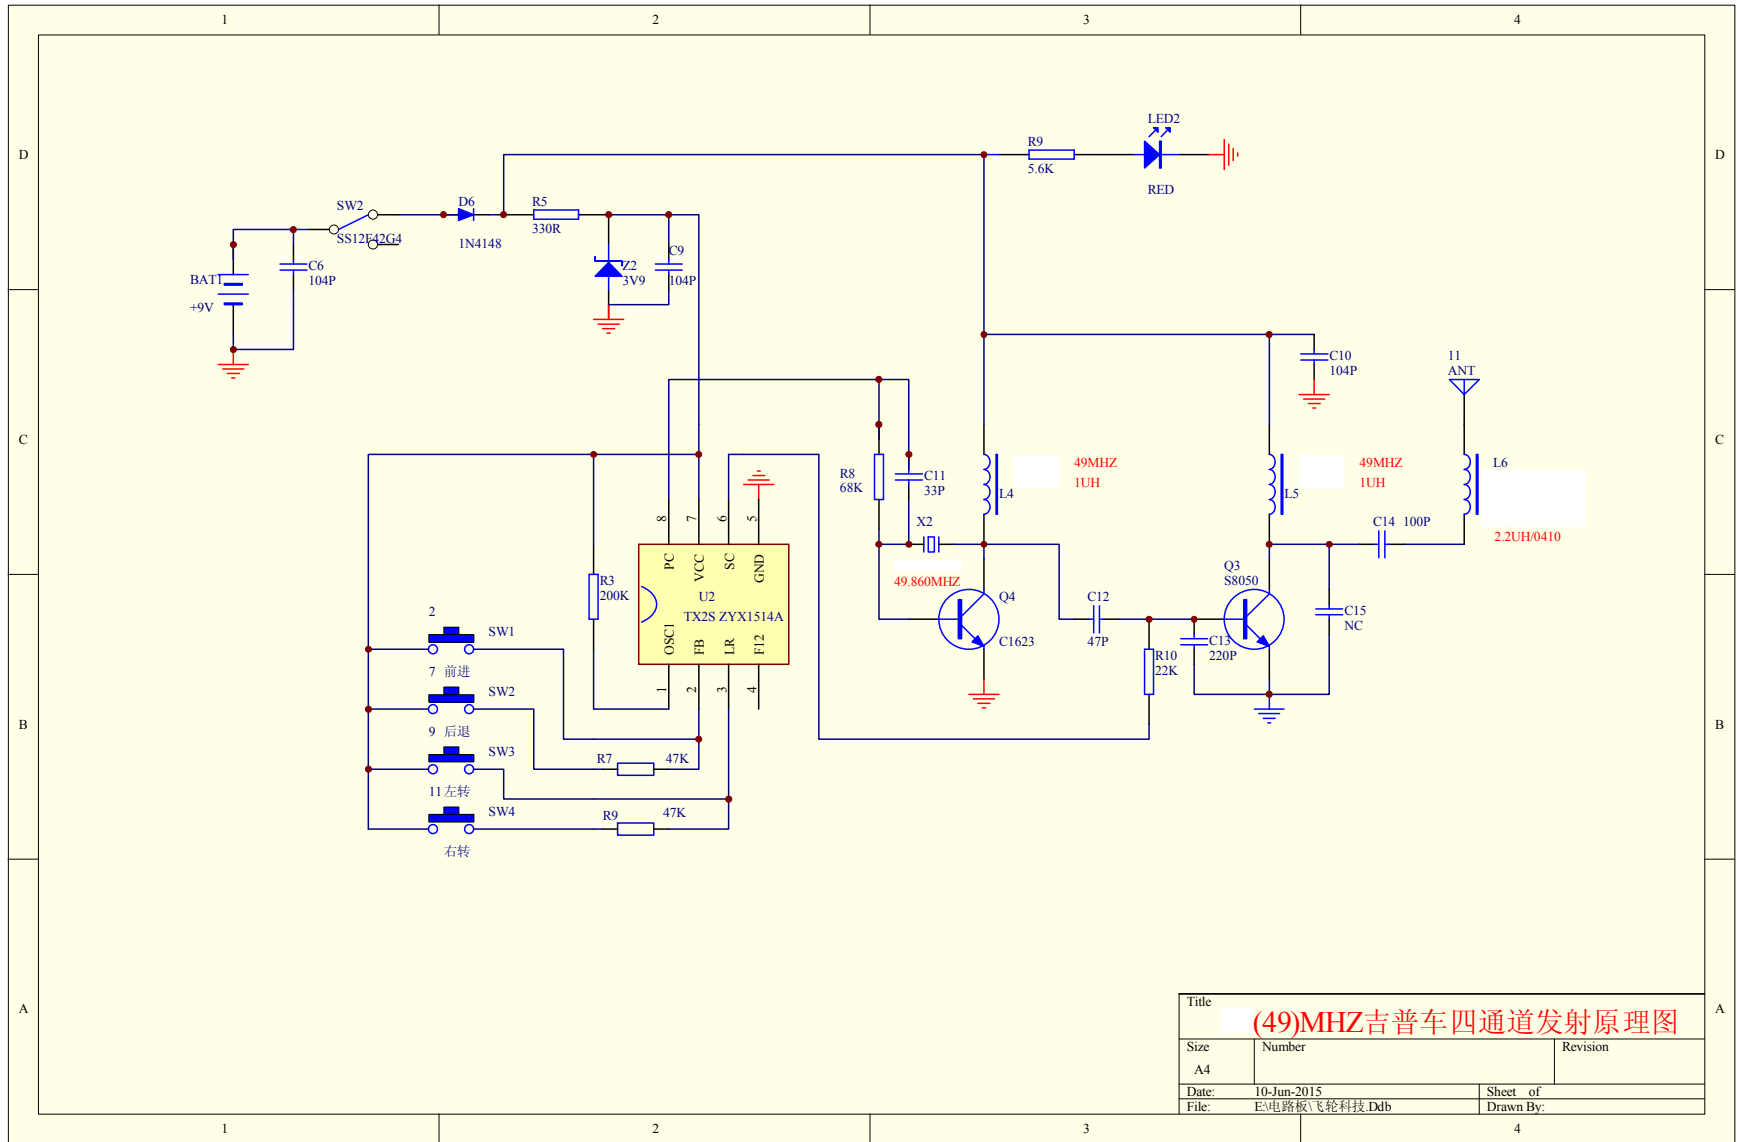 1
2
3
4
D
D
LED2
R9
5.6K
RED
SW2
SS12F42G4
D6
1N4148
R5
330R
BAT1
+9V
C6
104P
Z2
3V9
C9
104P
C10
104P
11
ANT
C
C
R8
68K
C11
33P
L4
49MHZ
1UH
L5
49MHZ
1UH
L6
2.2UH/0410
X2
49.860MHZ
C14 100P
8
7
6
5
PC
VCC
SC
GND
U2
TX2S ZYX1514A
OSC1
FB
LR
F12
1
2
3
4
R3
200K
Q4
C1623
C12
47P
Q3
S8050
C13
220P
C15
NC
R10
22K
2
SW1
7 前进
SW2
9 后退
SW3
11 左转
SW4
右转
B
B
R7
47K
R9
47K
A
A
Title
(49)MHZ吉普车四通道发射原理图
Size
Number
Revision
A4
Date:
10-Jun-2015
Sheet of
File:
E:\电路板\飞轮科技.Ddb
Drawn By:
1
2
3
4